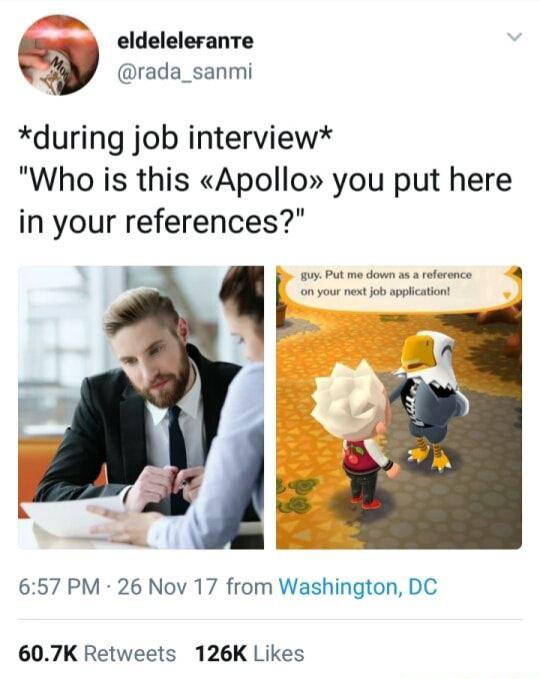 eldeleleғanтe
@rada_sanmi
*during job interview*
"Who is this «Apollo» you put here
in your references?"
guy. Put me down as a reference
on your next job application!
6:57 PM · 26 Nov 17 from Washington, DC
60.7K Retweets 126K Likes